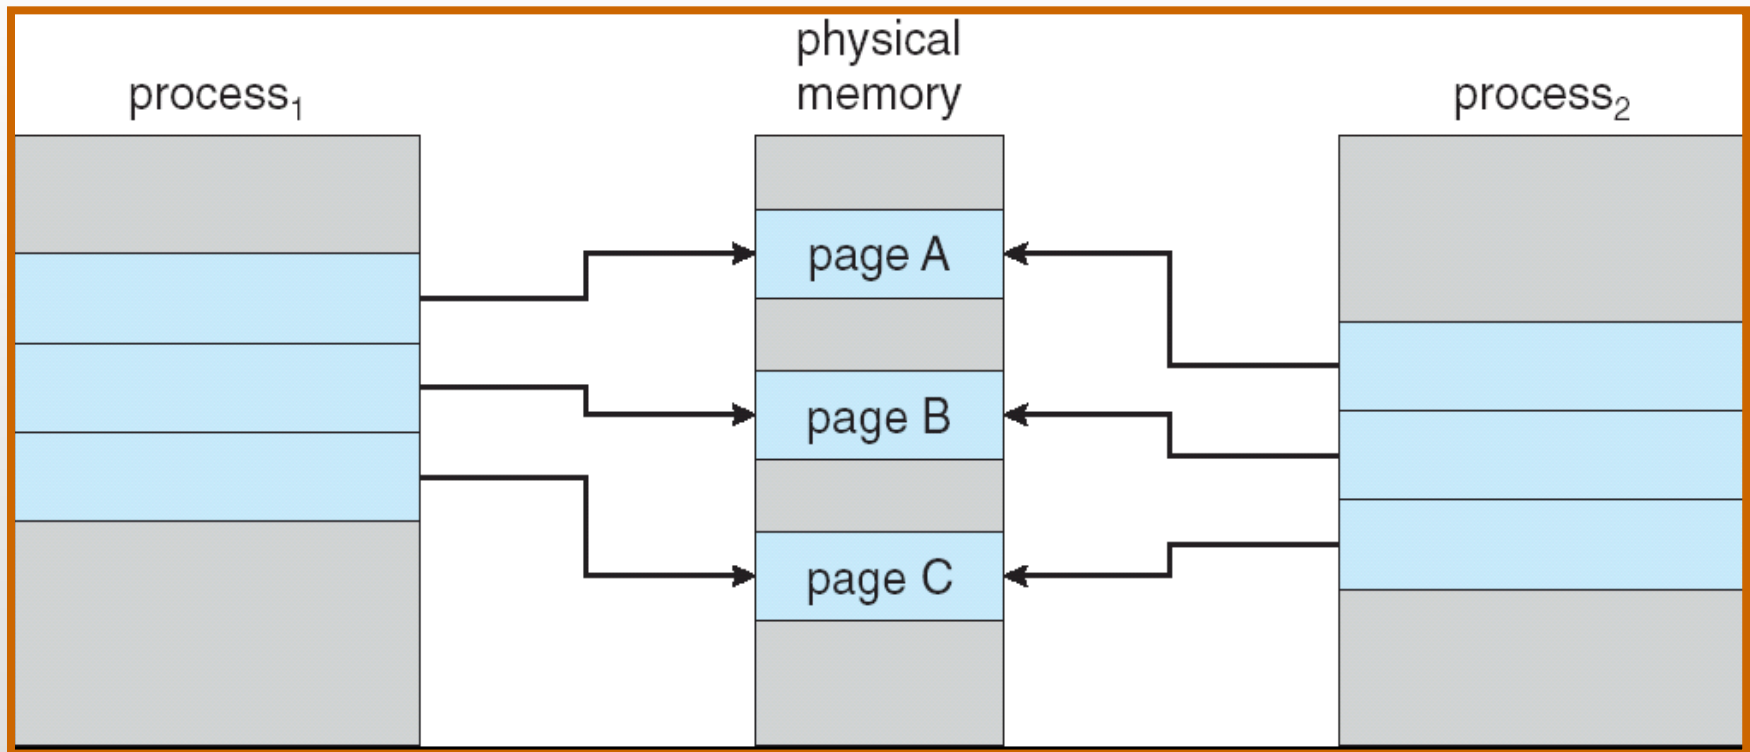 physical
memory
process₁
process₂
page A
page B
page C